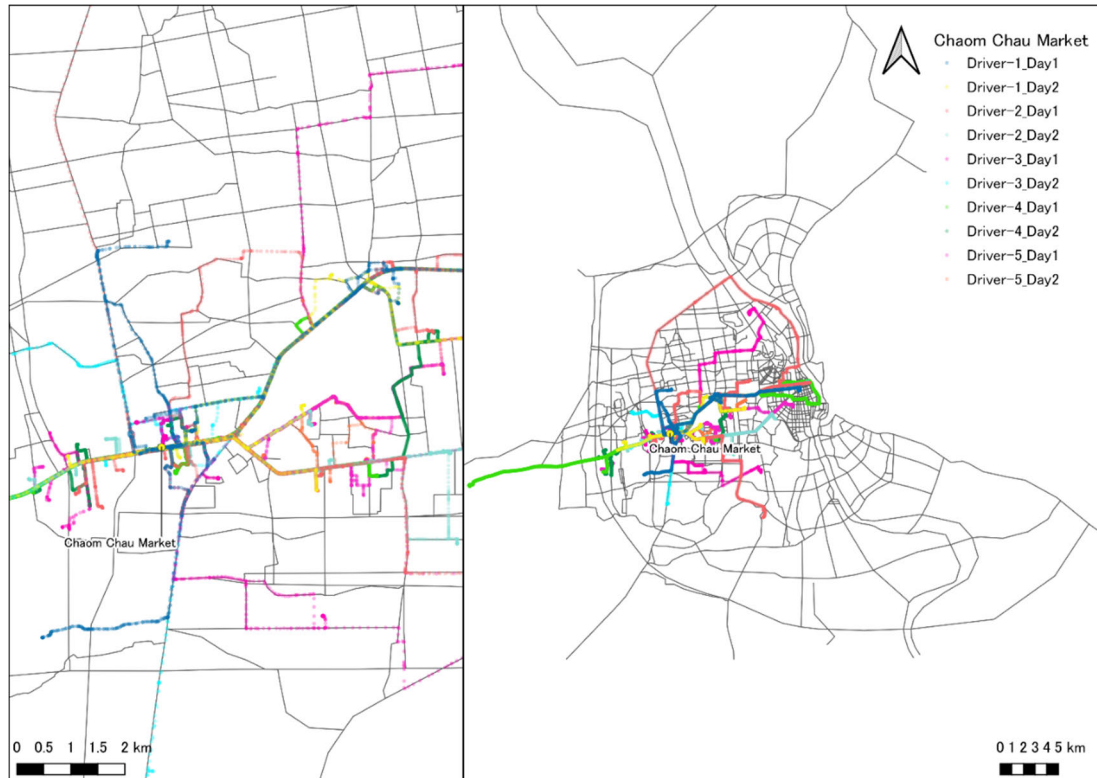 Chaom Chau Market
0 0.5 1 1.5 2 km
Chaom Chau Market
Driver-1_Day1
Driver-1_Day2
Driver-2_Day1
Driver-2_Day2
Driver-3_Day1
Driver-3_Day2
Driver-4_Day1
Driver-4_Day2
Driver-5_Day1
Driver-5_Day2
Chaom Chau Market
0 1 2 3 4 5 km